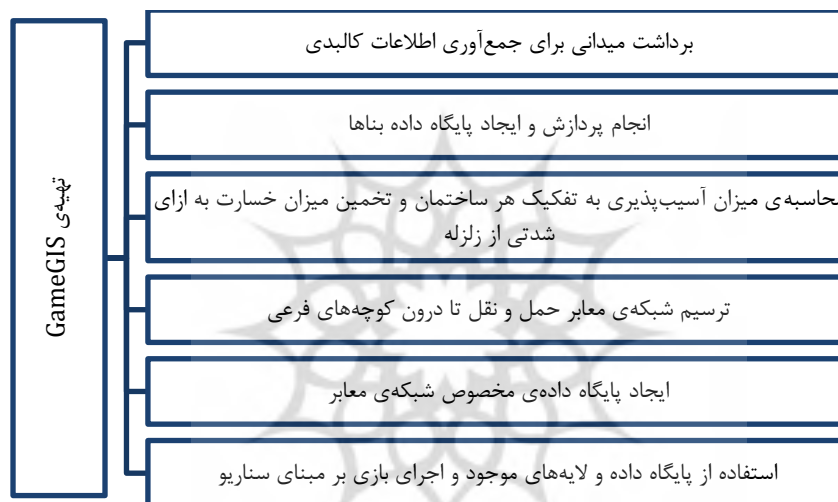 برداشت میدانی برای جمع‌آوری اطلاعات کالبدی
انجام پردازش و ایجاد پایگاه داده بناها
محاسبه‌ی میزان آسیب‌پذیری به تفکیک هر ساختمان و تخمین میزان خسارت به ازای
شدتی از زلزله
ترسیم شبکه‌ی معابر حمل و نقل تا درون کوچه‌های فرعی
ایجاد پایگاه داده‌ی مخصوص شبکه‌ی معابر
استفاده از پایگاه داده و لایه‌های موجود و اجرای بازی بر مبنای سناریو
تهیه‌ی GameGIS